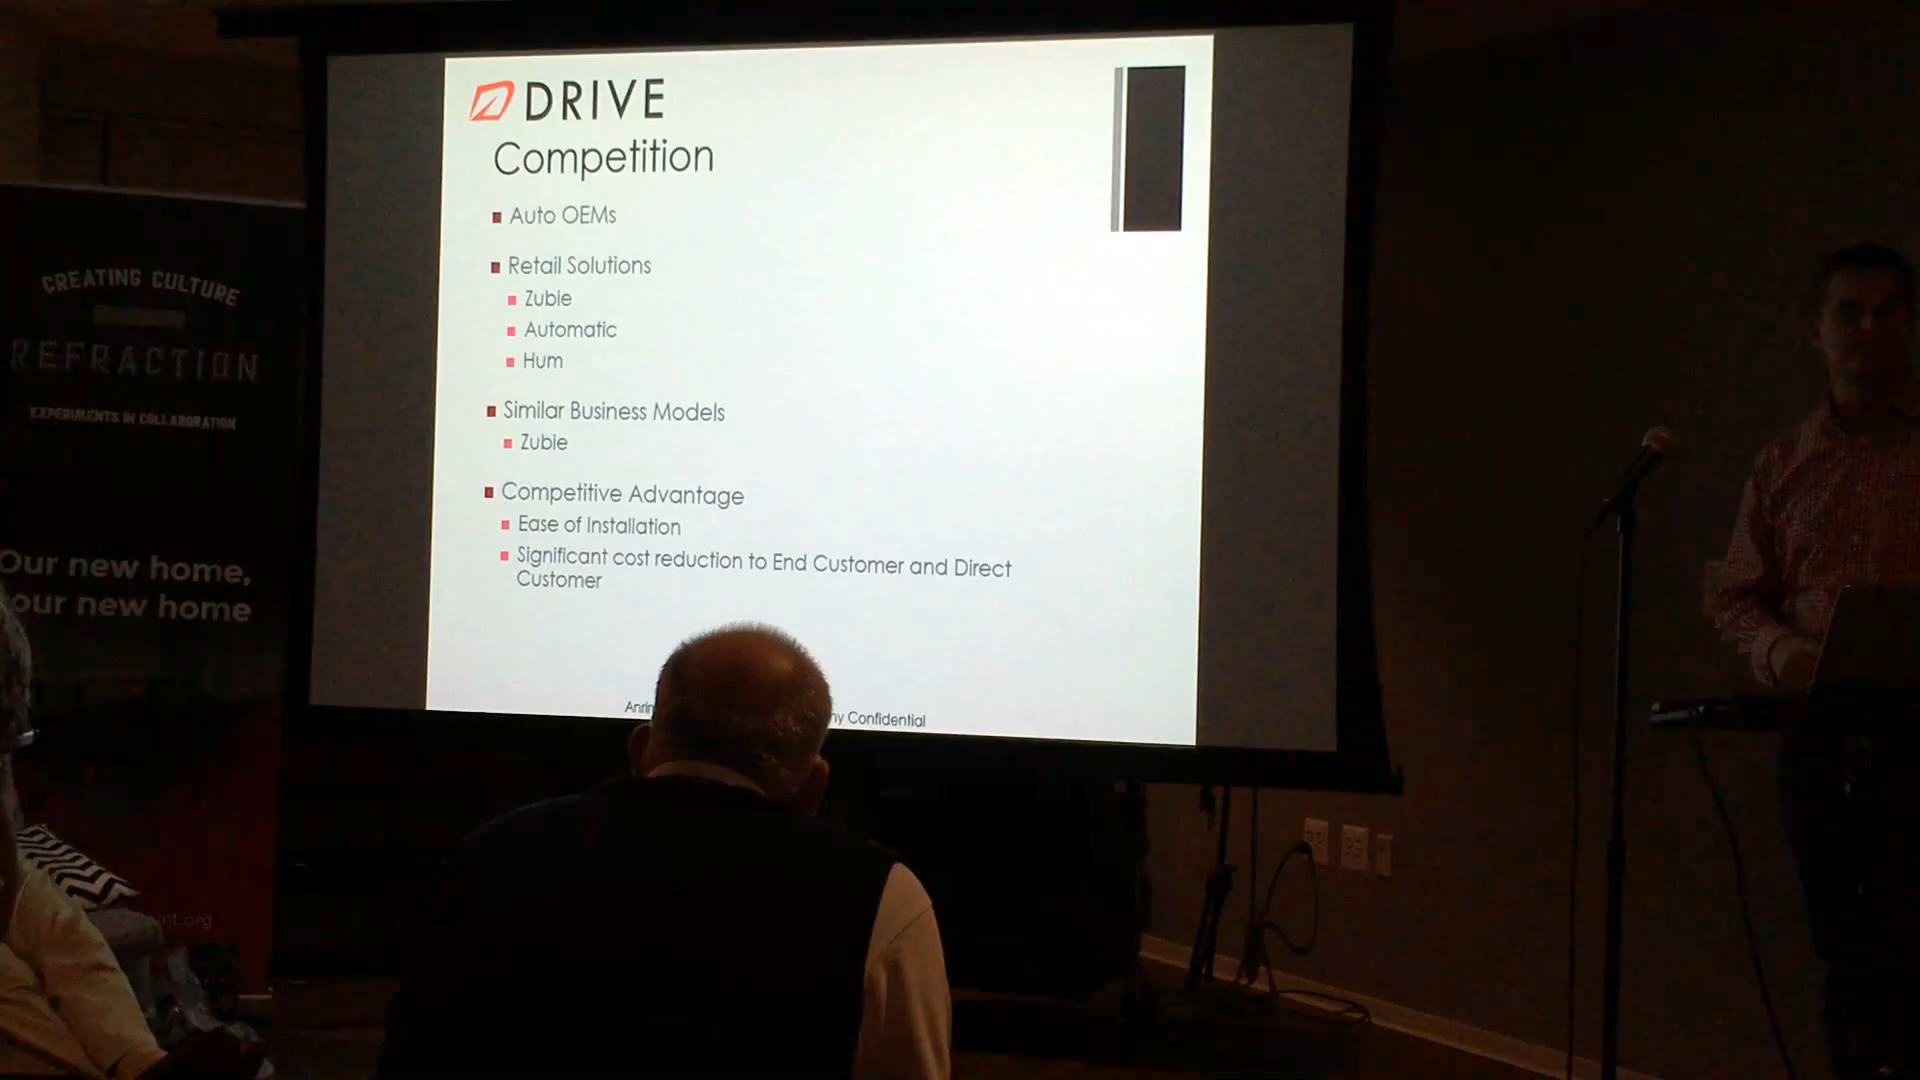 DRIVE
Competition
Auto OEMs
Retail Solutions
Zubie
Automatic
Hum
Similar Business Models
Zubie
Competitive Advantage
Ease of Installation
Significant cost reduction to End Customer and Direct
Customer
Confidential
CREATING CULTURE
REFRACTION
EXPERIMENTS IN COLLABORATION
Our new home,
our new home